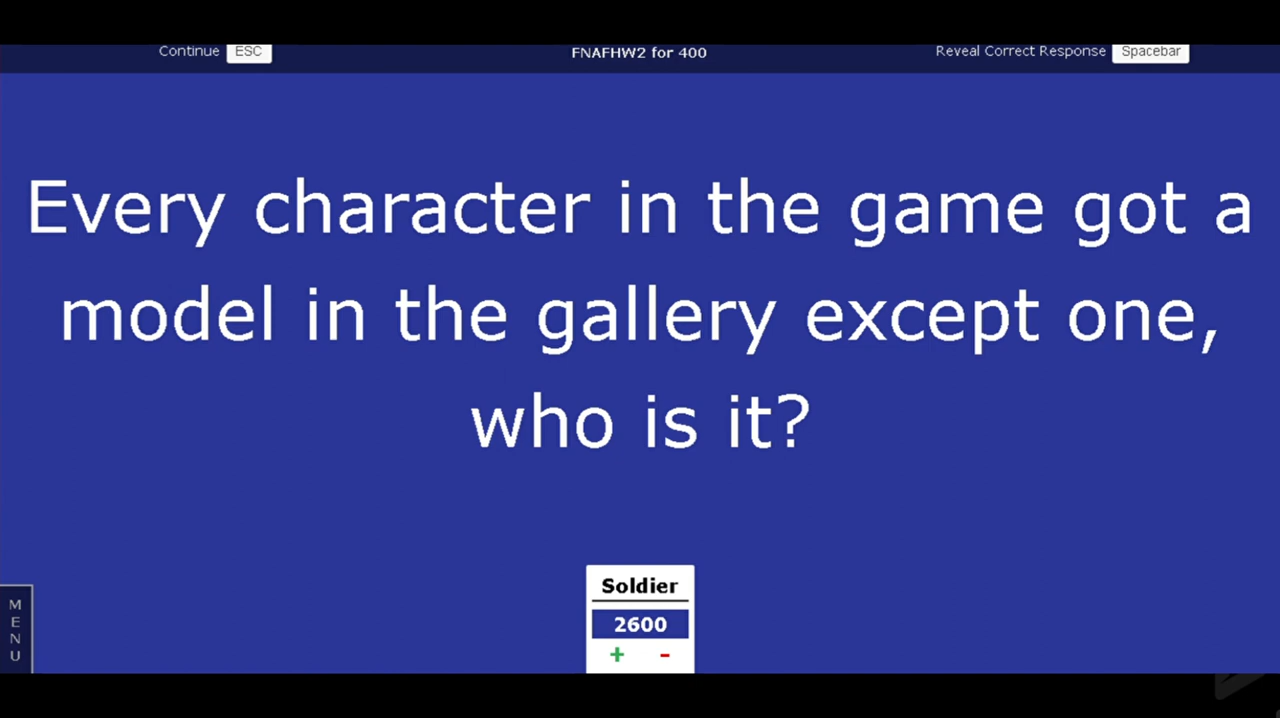 Continue ESC FNAFHW2 for 400 Reveal Correct Response Spacebar
Every character in the game got a
model in the gallery except one,
who is it?
Soldier
2600
+ -
MENU